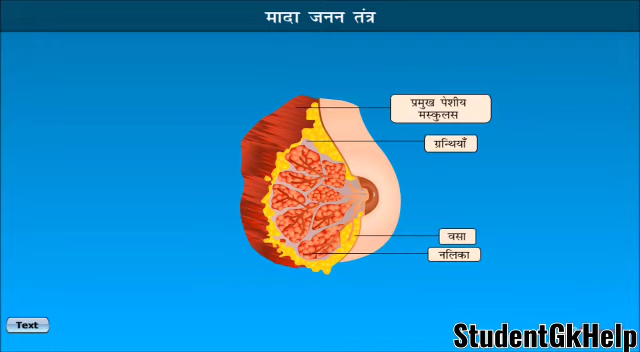 मादा जनन तंत्र
प्रमुख पेशीय
मस्कुलस
ग्रन्थियाँ
वसा
नलिका
Text
StudentGkHelp